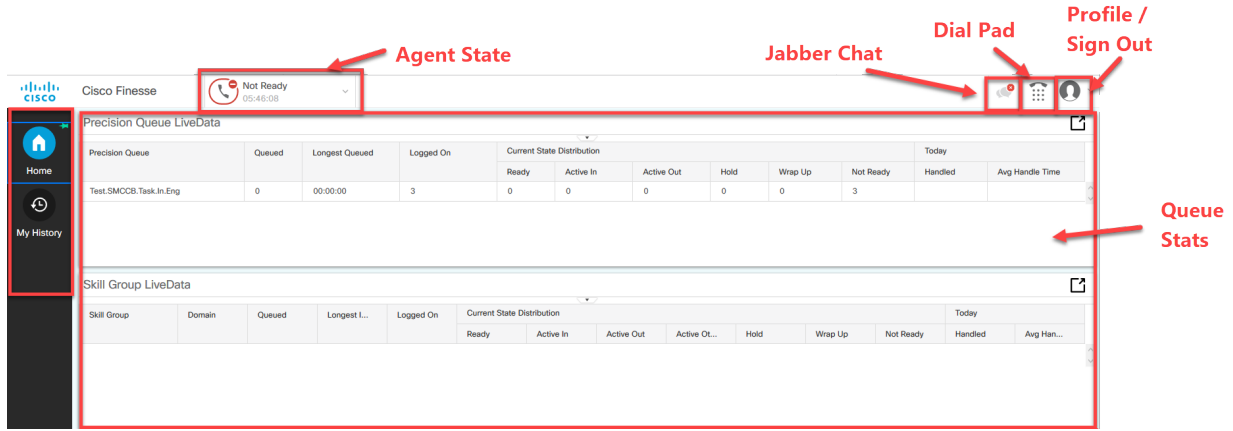 Profile /
Sign Out
Dial Pad
Jabber Chat
Agent State
CISCO
Cisco Finesse
Not Ready
05:46:08
Home
My History
Precision Queue LiveData
Precision Queue Queued Longest Queued Logged On Current State Distribution Today
Ready Active In Active Out Hold Wrap Up Not Ready Handled Avg Handle Time
Test.SMCCB.Task.In.Eng 0 00:00:00 3 0 0 0 0 0 3
Queue
Stats
Skill Group LiveData
Skill Group Domain Queued Longest I... Logged On Current State Distribution Today
Ready Active In Active Out Active Ot... Hold Wrap Up Not Ready Handled Avg Han...